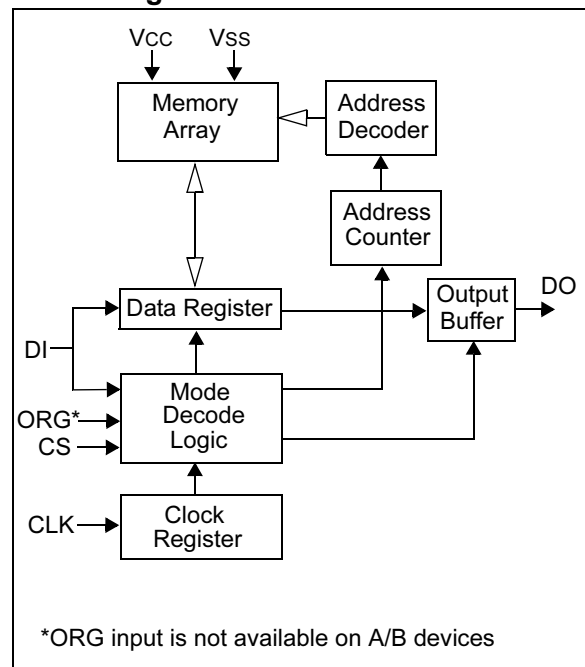 VCC
VSS
Memory
Array
Address
Decoder
Address
Counter
Data Register
Output
Buffer
DO
DI
Mode
Decode
Logic
ORG*
CS
CLK
Clock
Register
*ORG input is not available on A/B devices